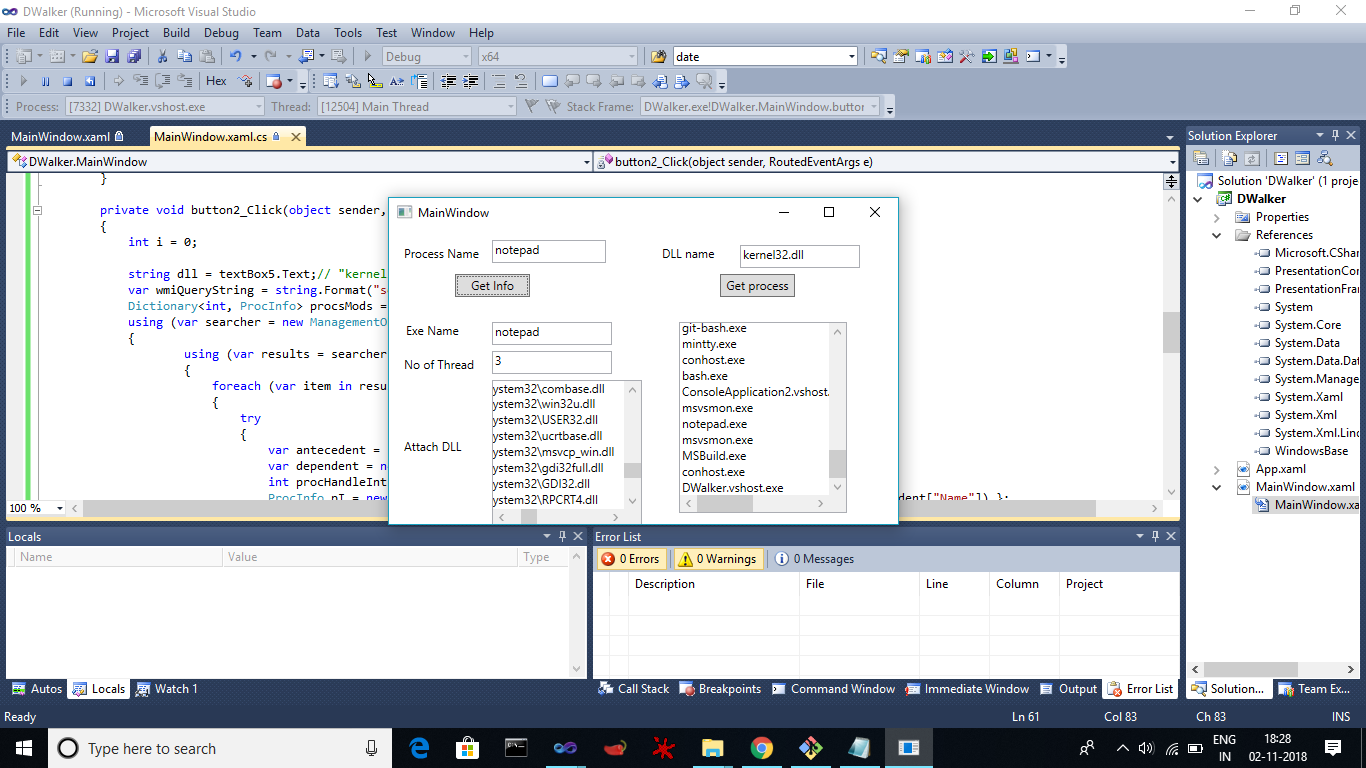 DWalker (Running) - Microsoft Visual Studio
File Edit View Project Build Debug Team Data Tools Test Window Help
Debug x64 date
Hex
Process: [7332] DWalker.vshost.exe Thread: [12504] Main Thread Stack Frame: DWalker.exe!DWalker.MainWindow.button
MainWindow.xaml MainWindow.xaml.cs
DWalker.MainWindow button2_Click(object sender, RoutedEventArgs e)
}
private void button2_Click(object sender,
{
int i = 0;
string dll = textBox5.Text;// "kernel
var wmiQueryString = string.Format("s
Dictionary<int, ProcInfo> procsMods =
using (var searcher = new ManagementO
{
using (var results = searcher
{
foreach (var item in resu
{
try
{
var antecedent =
var dependent = n
int procHandleInt
ProcInfo pI = new dent["Name"]) };
100 %
MainWindow
Process Name notepad DLL name kernel32.dll
Get Info Get process
Exe Name notepad
No of Thread 3
Attach DLL
ystem32\combase.dll
ystem32\win32u.dll
ystem32\USER32.dll
ystem32\ucrtbase.dll
ystem32\msvcp_win.dll
ystem32\gdi32full.dll
ystem32\GDI32.dll
ystem32\RPCRT4.dll
git-bash.exe
mintty.exe
conhost.exe
bash.exe
ConsoleApplication2.vshost.
msvsmon.exe
notepad.exe
msvsmon.exe
MSBuild.exe
conhost.exe
DWalker.vshost.exe
Solution Explorer
Solution 'DWalker' (1 proje
DWalker
Properties
References
Microsoft.CShar
PresentationCor
PresentationFran
System
System.Core
System.Data
System.Data.Dat
System.Manage
System.Xaml
System.Xml
System.Xml.Linq
WindowsBase
App.xaml
MainWindow.xaml
MainWindow.xa
Locals
Name Value Type
Autos Locals Watch 1
Error List
0 Errors 0 Warnings 0 Messages
Description File Line Column Project
Call Stack Breakpoints Command Window Immediate Window Output Error List
Solution... Team Ex...
Ready Ln 61 Col 83 Ch 83 INS
Type here to search
ENG
IN
18:28
02-11-2018